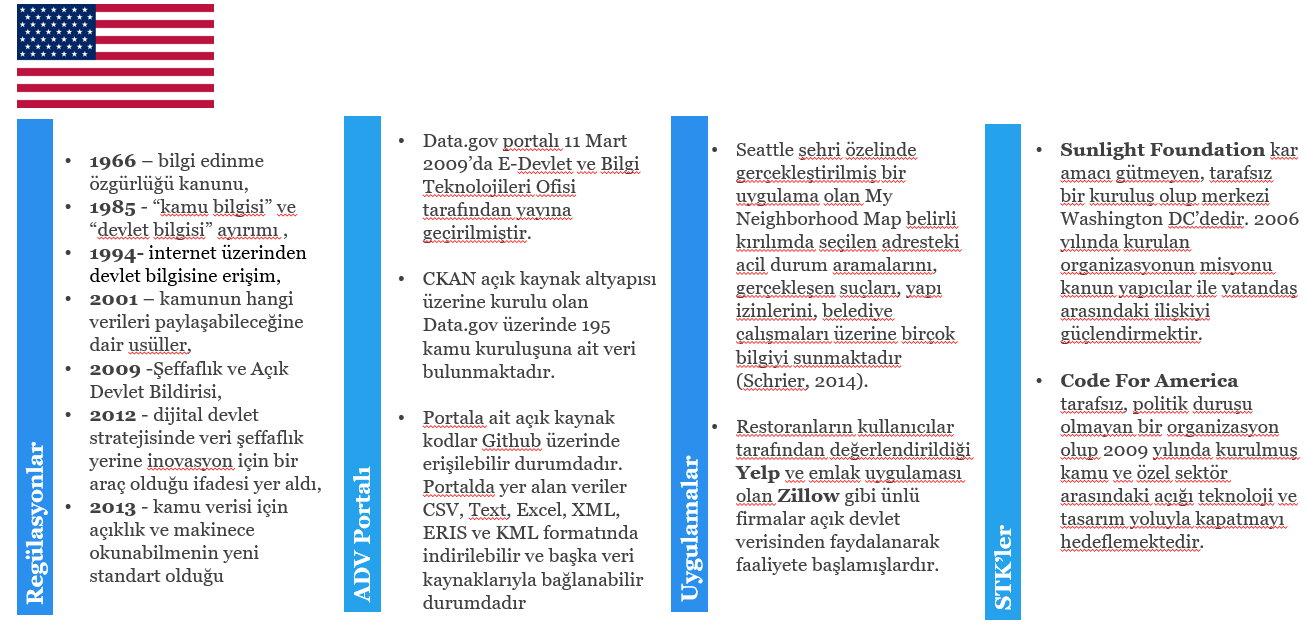 Regülasyonlar
• 1966 – bilgi edinme
özgürlüğü kanunu,
• 1985 - “kamu bilgisi” ve
“devlet bilgisi” ayırımı ,
• 1994- internet üzerinden
devlet bilgisine erişim,
• 2001 – kamunun hangi
verileri paylaşabileceğine
dair usüller,
• 2009 -Şeffaflık ve Açık
Devlet Bildirisi,
• 2012 - dijital devlet
stratejisinde veri şeffaflık
yerine inovasyon için bir
araç olduğu ifadesi yer aldı,
• 2013 - kamu verisi için
açıklık ve makinece
okunabilmenin yeni
standart olduğu
ADV Portalı
• Data.gov portalı 11 Mart
2009’da E-Devlet ve Bilgi
Teknolojileri Ofisi
tarafından yayına
geçirilmiştir.
• CKAN açık kaynak altyapısı
üzerine kurulu olan
Data.gov üzerinde 195
kamu kuruluşuna ait veri
bulunmaktadır.
• Portala ait açık kaynak
kodlar Github üzerinde
erişilebilir durumdadır.
Portalda yer alan veriler
CSV, Text, Excel, XML,
ERIS ve KML formatında
indirilebilir ve başka veri
kaynaklarıyla bağlanabilir
durumdadır
Uygulamalar
• Seattle şehri özelinde
gerçekleştirilmiş bir
uygulama olan My
Neighborhood Map belirli
kırılımda seçilen adresteki
acil durum aramalarını,
gerçekleşen suçları, yapı
izinlerini, belediye
çalışmaları üzerine birçok
bilgiyi sunmaktadır
(Schrier, 2014).
• Restoranların kullanıcılar
tarafından değerlendirildiği
Yelp ve emlak uygulaması
olan Zillow gibi ünlü
firmalar açık devlet
verisinden faydalanarak
faaliyete başlamışlardır.
STK’ler
• Sunlight Foundation kar
amacı gütmeyen, tarafsız
bir kuruluş olup merkezi
Washington DC’dedir. 2006
yılında kurulan
organizasyonun misyonu
kanun yapıcılar ile vatandaş
arasındaki ilişkiyi
güçlendirmektir.
• Code For America
tarafsız, politik duruşu
olmayan bir organizasyon
olup 2009 yılında kurulmuş
kamu ve özel sektör
arasındaki açığı teknoloji ve
tasarım yoluyla kapatmayı
hedeflemektedir.